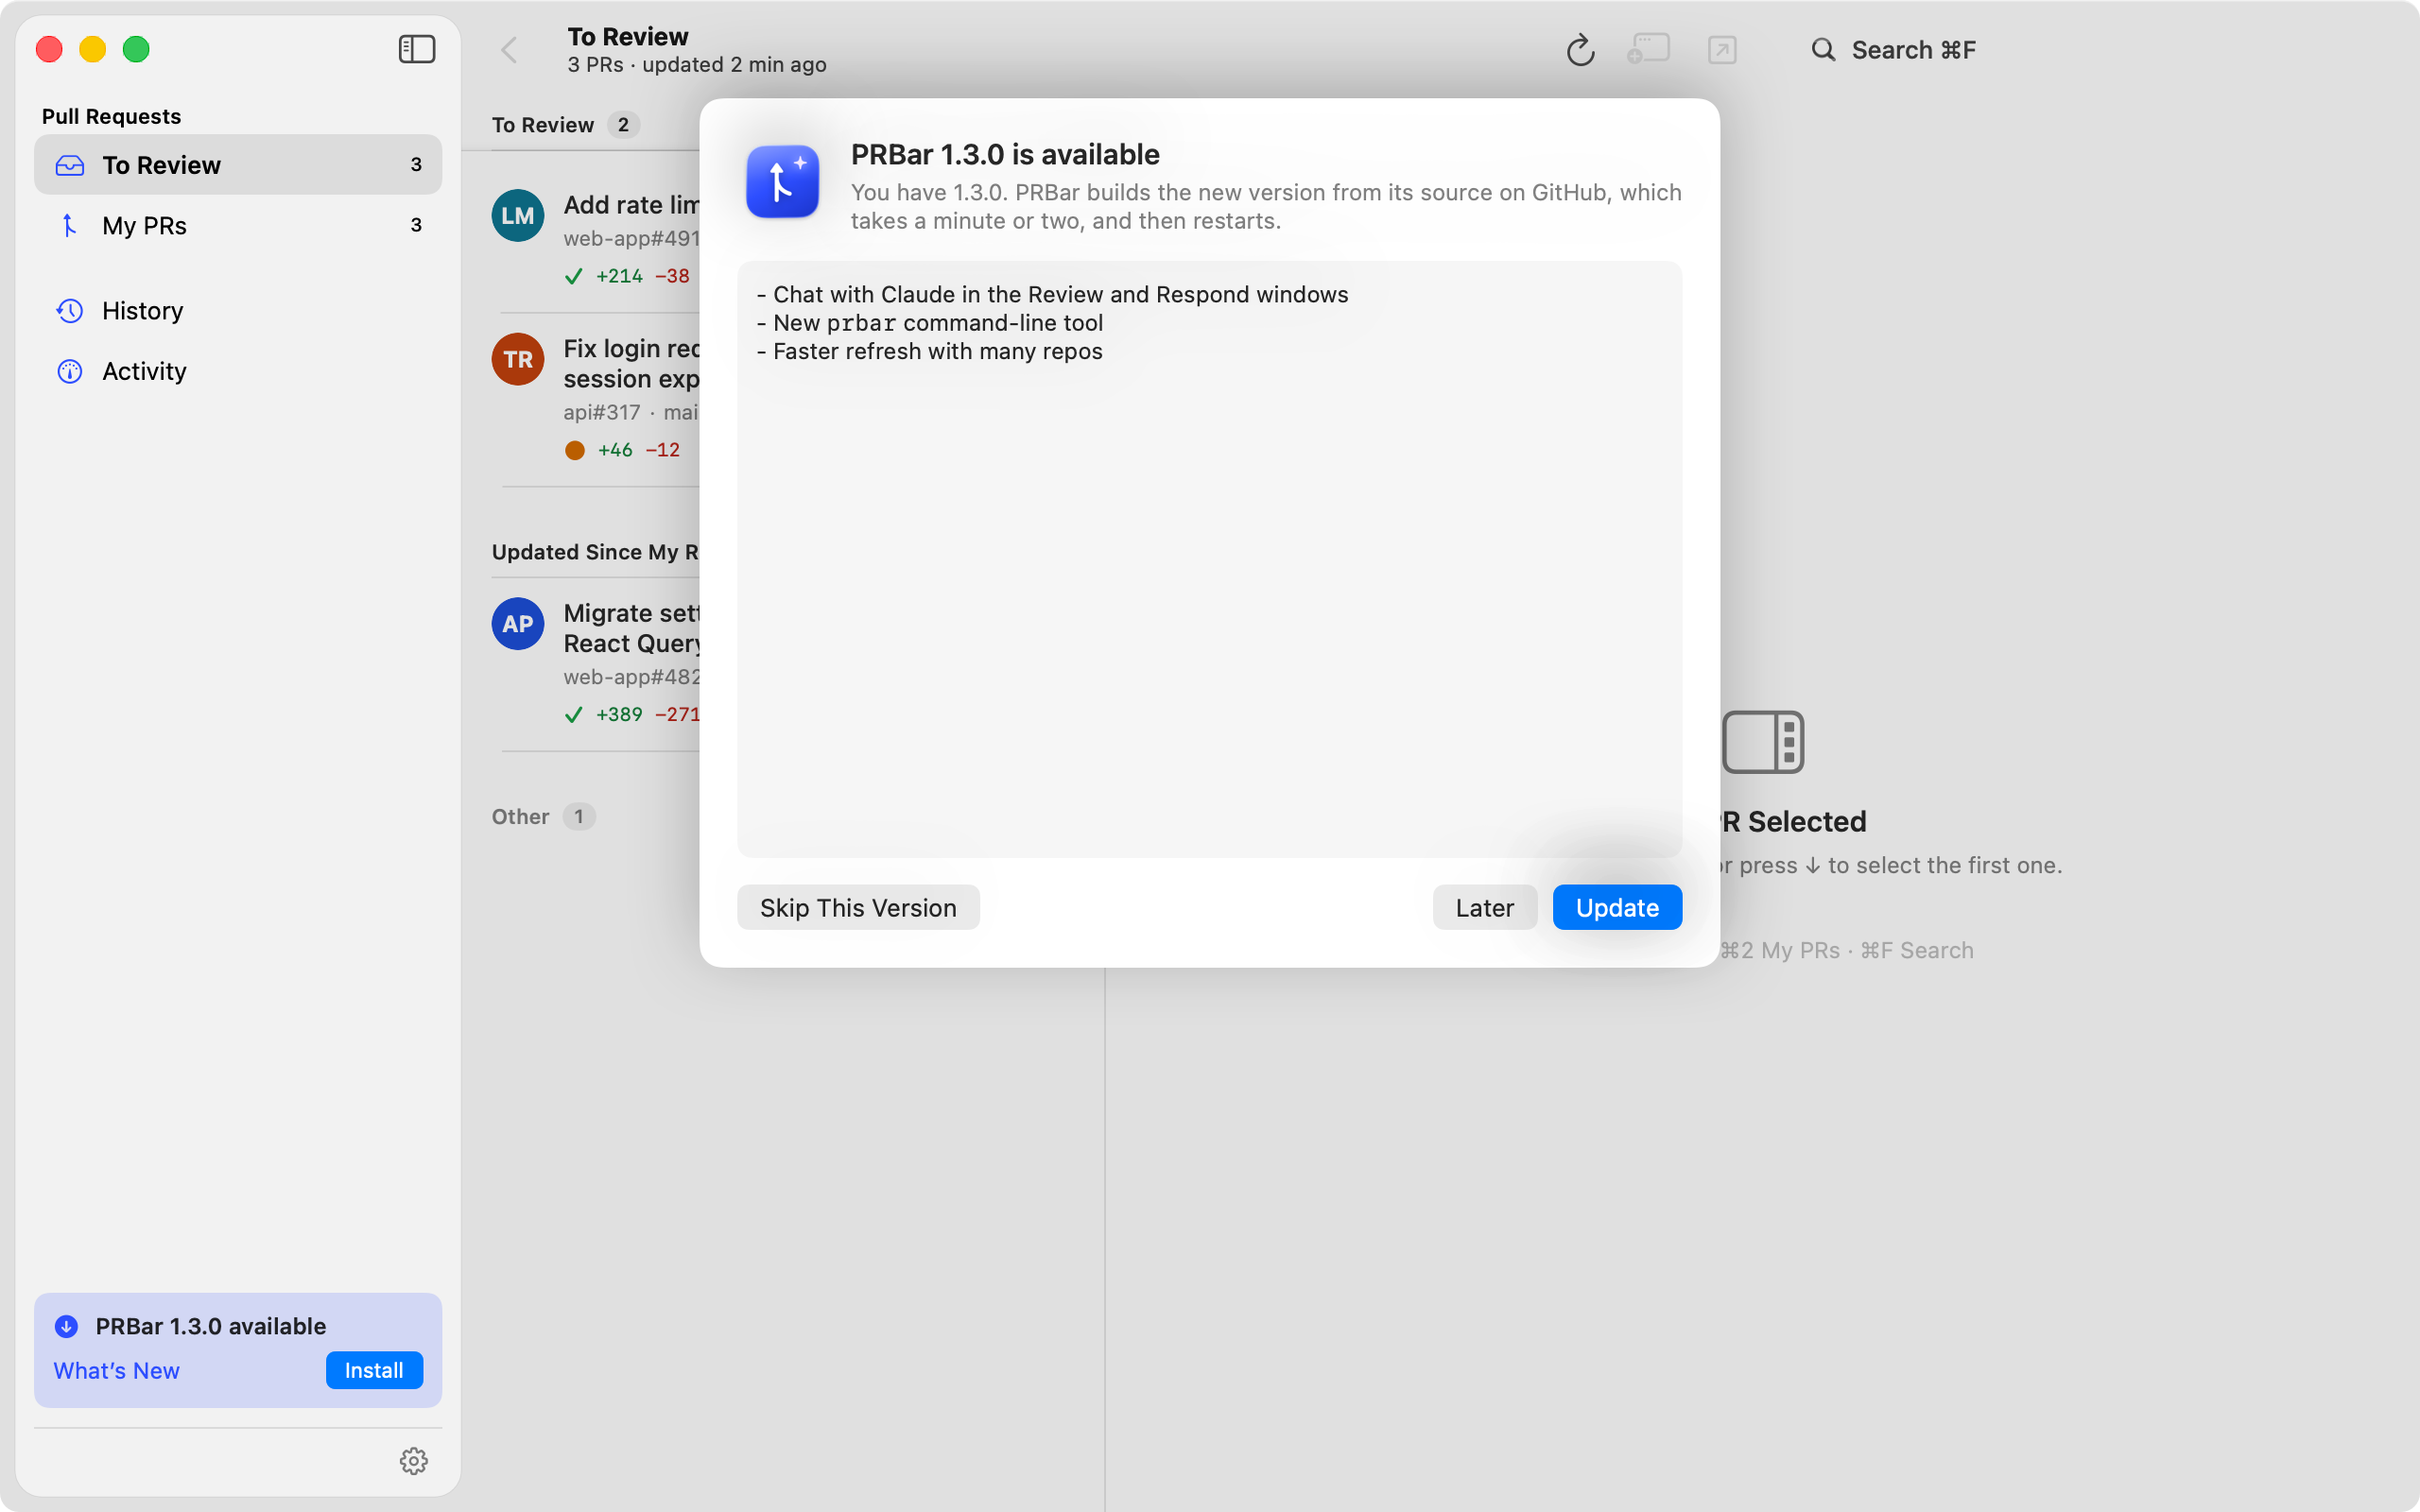 To Review
3 PRs · updated 2 min ago
Search ⌘F
Pull Requests
To Review 3
My PRs 3
History
Activity
PRBar 1.3.0 available
What’s New
Install
To Review 2
LM
Add rate lim
web-app#491
+214 −38
TR
Fix login red
session exp
api#317 · mai
+46 −12
Updated Since My R
AP
Migrate sett
React Query
web-app#482
+389 −271
Other 1
PRBar 1.3.0 is available
You have 1.3.0. PRBar builds the new version from its source on GitHub, which
takes a minute or two, and then restarts.
- Chat with Claude in the Review and Respond windows
- New prbar command-line tool
- Faster refresh with many repos
Skip This Version
Later
Update
R Selected
or press ↓ to select the first one.
⌘2 My PRs · ⌘F Search